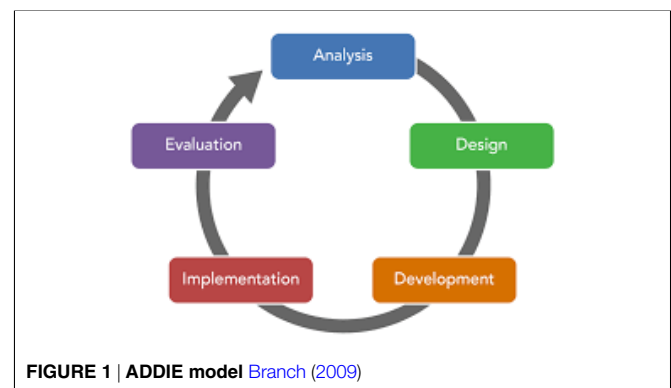 Analysis
Evaluation
Design
Implementation
Development
FIGURE 1 | ADDIE model Branch (2009)